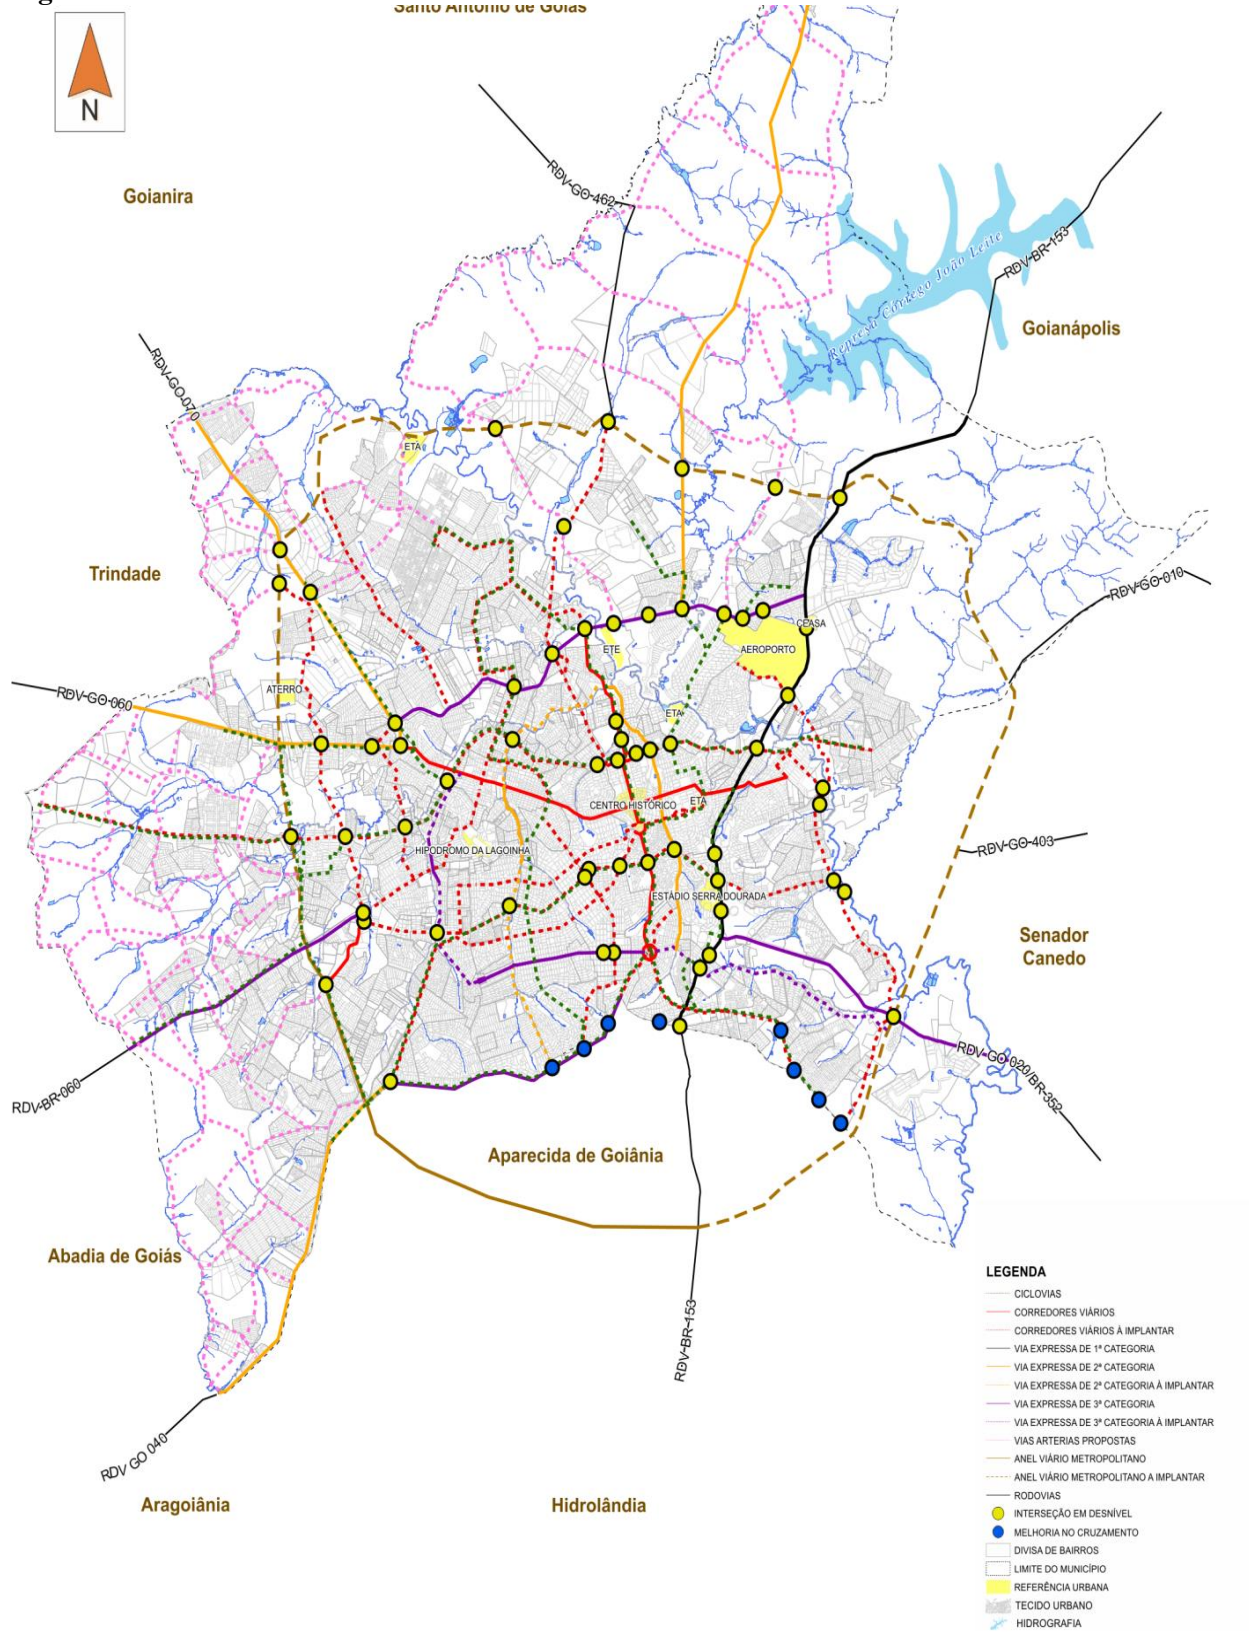 Santo Antônio de Goiás
N
RDV-GO-462
Goianira
Represa Córrego João Leite
RDV-BR-153
Goianápolis
RDV-GO-070
ETA
Trindade
RDV-GO-010
CEASA
ETE
AEROPORTO
ATERRO
RDV-GO-060
ETA
CENTRO HISTÓRICO
ETA
HIPÓDROMO DA LAGOINHA
RDV-GO-403
ESTÁDIO SERRA DOURADA
Senador
Canedo
RDV-GO 020/BR-352
RDV-BR-060
Aparecida de Goiânia
Abadia de Goiás
RDV-BR-153
RDV GO 040
Aragoiânia
Hidrolândia
LEGENDA
CICLOVIAS
CORREDORES VIÁRIOS
CORREDORES VIÁRIOS À IMPLANTAR
VIA EXPRESSA DE 1ª CATEGORIA
VIA EXPRESSA DE 2ª CATEGORIA
VIA EXPRESSA DE 2ª CATEGORIA À IMPLANTAR
VIA EXPRESSA DE 3ª CATEGORIA
VIA EXPRESSA DE 3ª CATEGORIA À IMPLANTAR
VIAS ARTERIAS PROPOSTAS
ANEL VIÁRIO METROPOLITANO
ANEL VIÁRIO METROPOLITANO A IMPLANTAR
RODOVIAS
INTERSEÇÃO EM DESNÍVEL
MELHORIA NO CRUZAMENTO
DIVISA DE BAIRROS
LIMITE DO MUNICÍPIO
REFERÊNCIA URBANA
TECIDO URBANO
HIDROGRAFIA